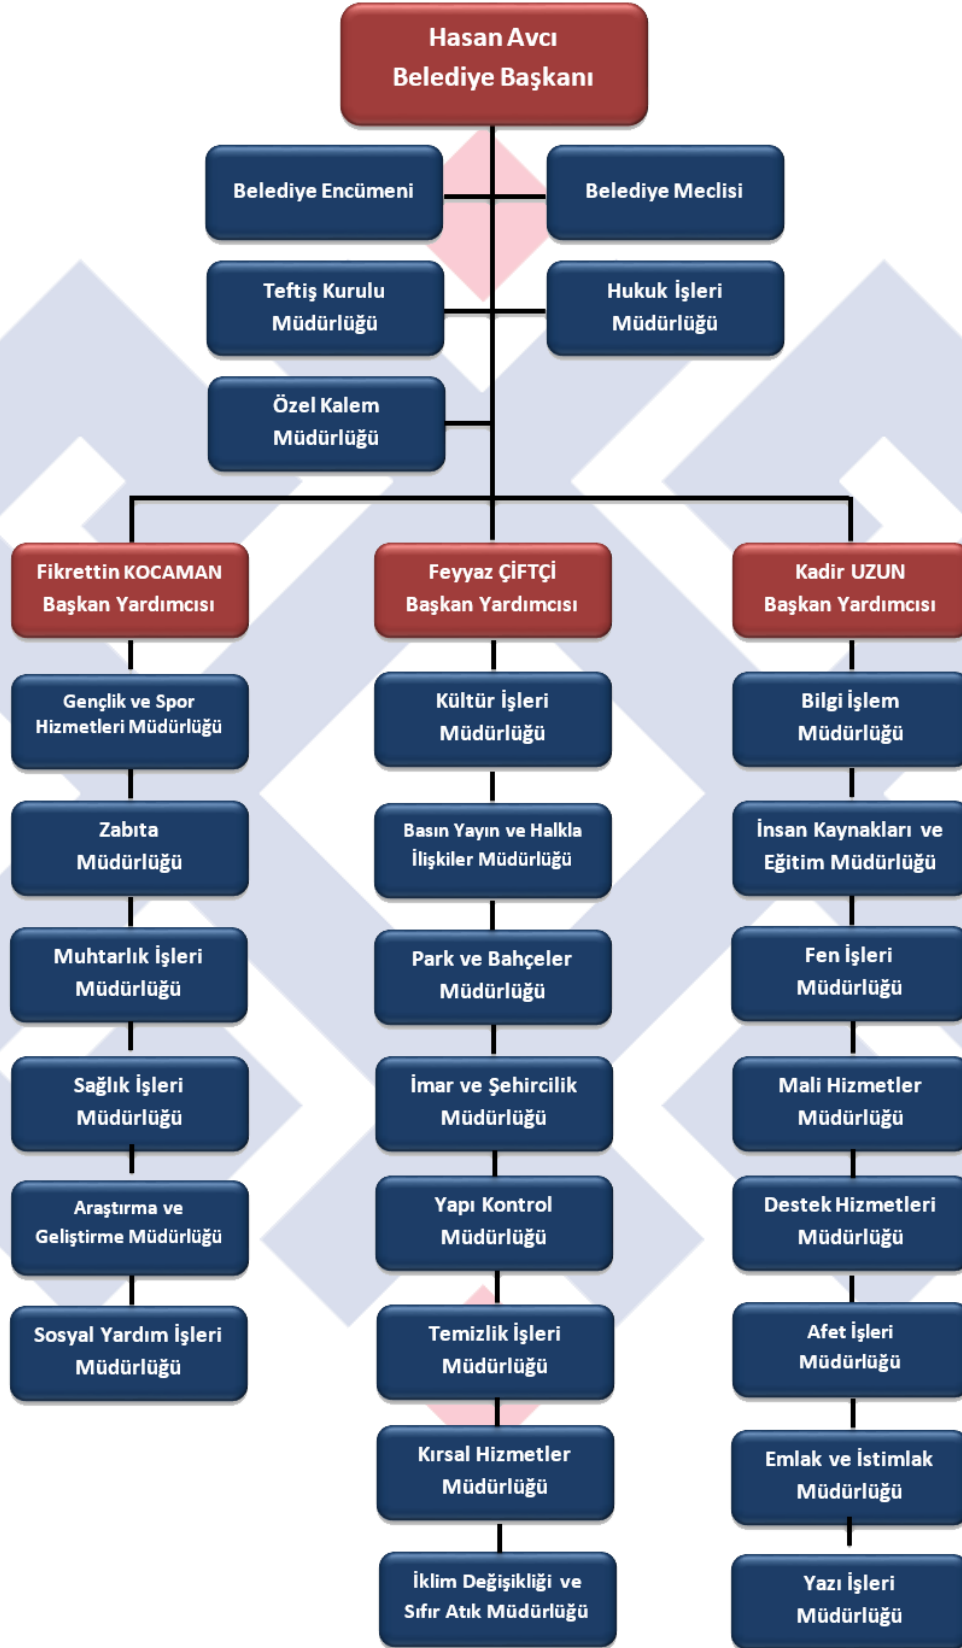 Hasan Avcı
Belediye Başkanı
Belediye Encümeni
Belediye Meclisi
Teftiş Kurulu
Müdürlüğü
Hukuk İşleri
Müdürlüğü
Özel Kalem
Müdürlüğü
Fikrettin KOCAMAN
Başkan Yardımcısı
Feyyaz ÇİFTÇİ
Başkan Yardımcısı
Kadir UZUN
Başkan Yardımcısı
Gençlik ve Spor
Hizmetleri Müdürlüğü
Kültür İşleri
Müdürlüğü
Bilgi İşlem
Müdürlüğü
Zabıta
Müdürlüğü
Basın Yayın ve Halkla
İlişkiler Müdürlüğü
İnsan Kaynakları ve
Eğitim Müdürlüğü
Muhtarlık İşleri
Müdürlüğü
Park ve Bahçeler
Müdürlüğü
Fen İşleri
Müdürlüğü
Sağlık İşleri
Müdürlüğü
İmar ve Şehircilik
Müdürlüğü
Mali Hizmetler
Müdürlüğü
Araştırma ve
Geliştirme Müdürlüğü
Yapı Kontrol
Müdürlüğü
Destek Hizmetleri
Müdürlüğü
Sosyal Yardım İşleri
Müdürlüğü
Temizlik İşleri
Müdürlüğü
Afet İşleri
Müdürlüğü
Kırsal Hizmetler
Müdürlüğü
Emlak ve İstimlak
Müdürlüğü
İklim Değişikliği ve
Sıfır Atık Müdürlüğü
Yazı İşleri
Müdürlüğü